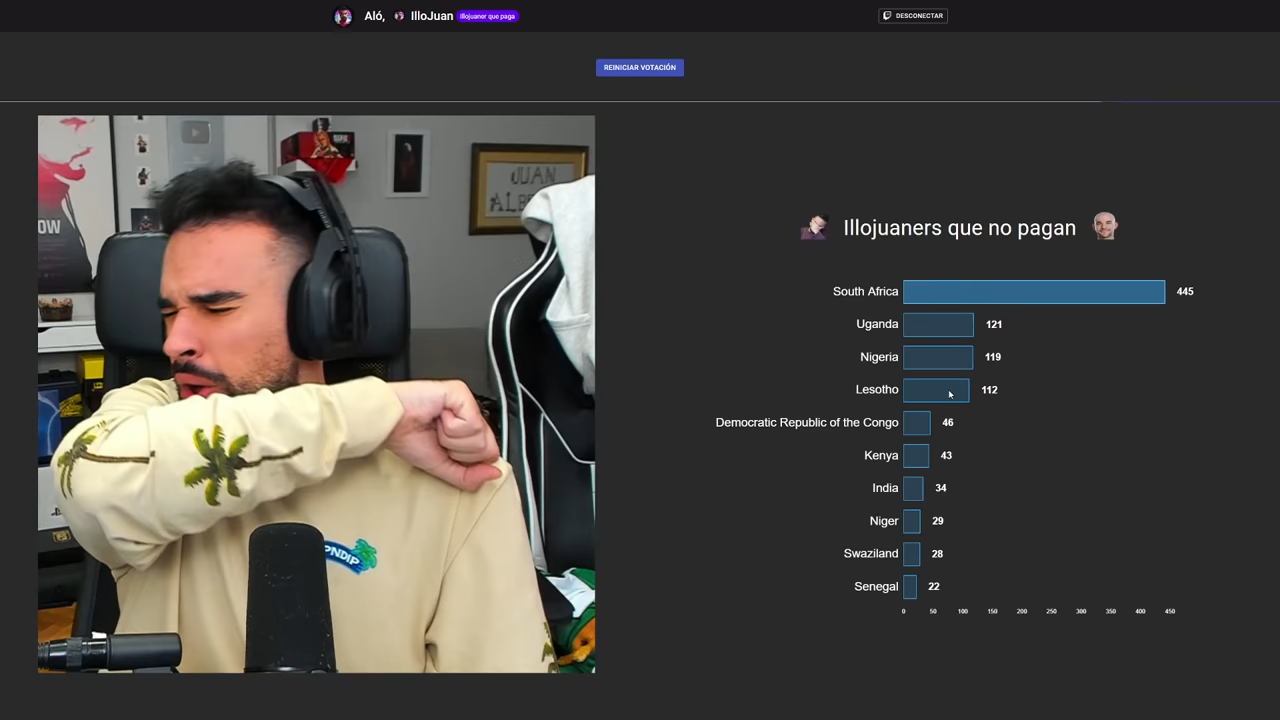 Aló, IlloJuan Illojuaner que paga
DESCONECTAR
REINICIAR VOTACIÓN
OW
JUAN
Illojuaners que no pagan
South Africa 445
Uganda 121
Nigeria 119
Lesotho 112
Democratic Republic of the Congo 46
Kenya 43
India 34
Niger 29
Swaziland 28
Senegal 22
0 50 100 150 200 250 300 350 400 450